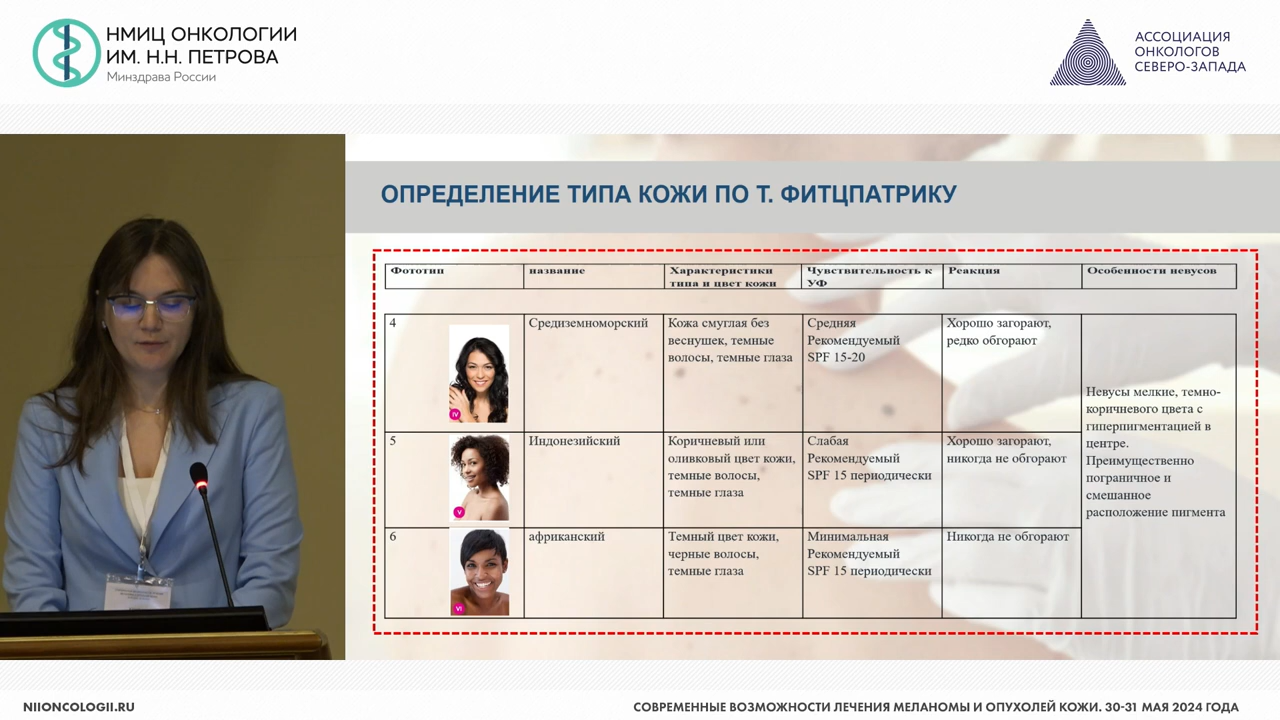 НМИЦ ОНКОЛОГИИ
ИМ. Н.Н. ПЕТРОВА
Минздрава России
АССОЦИАЦИЯ
ОНКОЛОГОВ
СЕВЕРО-ЗАПАДА
ОПРЕДЕЛЕНИЕ ТИПА КОЖИ ПО Т. ФИТЦПАТРИКУ
Фототип
название
Характеристики
типа и цвет кожи
Чувствительность к
УФ
Реакция
Особенности невусов
4
IV
Средиземноморский
Кожа смуглая без
веснушек, темные
волосы, темные глаза
Средняя
Рекомендуемый
SPF 15-20
Хорошо загорают,
редко обгорают
Невусы мелкие, темно-
коричневого цвета с
гиперпигментацией в
центре.
Преимущественно
пограничное и
смешанное
расположение пигмента
5
V
Индонезийский
Коричневый или
оливковый цвет кожи,
темные волосы,
темные глаза
Слабая
Рекомендуемый
SPF 15 периодически
Хорошо загорают,
никогда не обгорают
6
VI
африканский
Темный цвет кожи,
черные волосы,
темные глаза
Минимальная
Рекомендуемый
SPF 15 периодически
Никогда не обгорают
NIIONCOLOGII.RU
СОВРЕМЕННЫЕ ВОЗМОЖНОСТИ ЛЕЧЕНИЯ МЕЛАНОМЫ И ОПУХОЛЕЙ КОЖИ. 30-31 МАЯ 2024 ГОДА